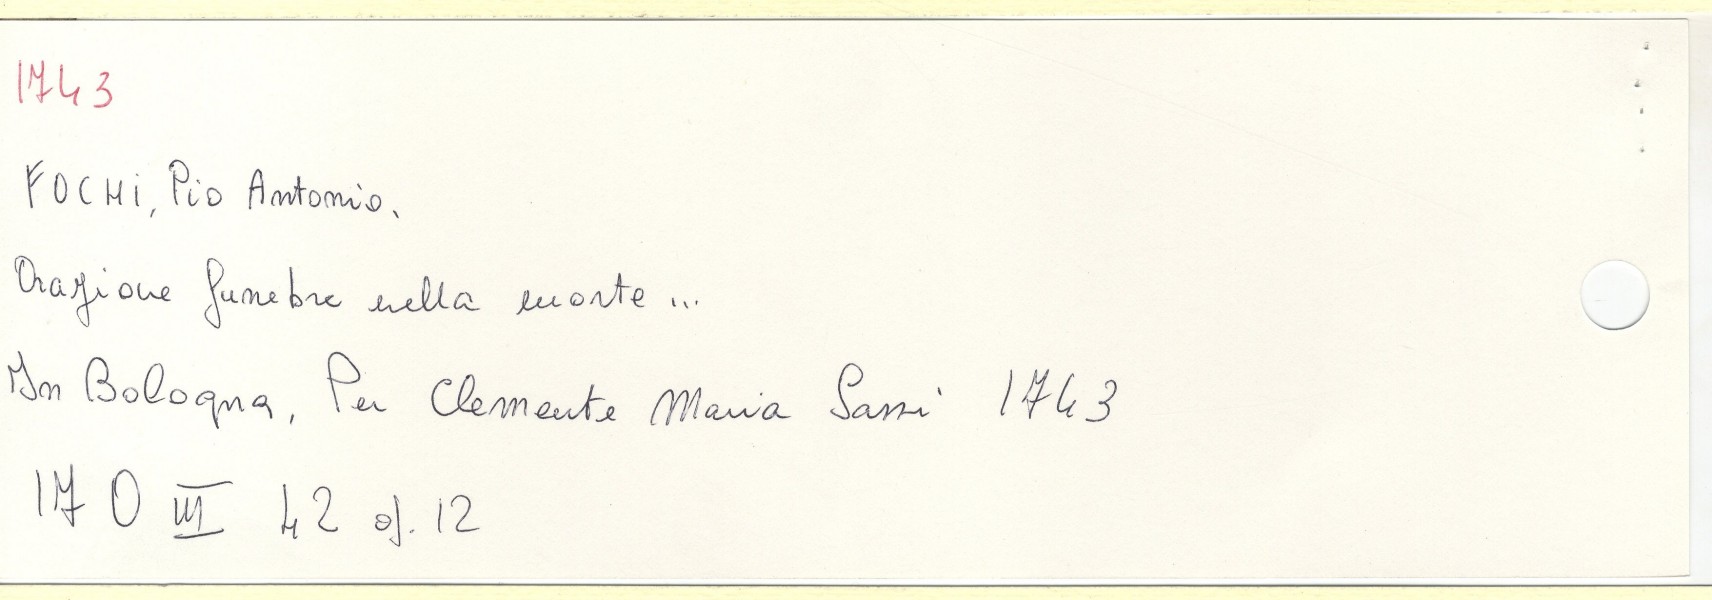 1743
FOCHI, Pio Antonio.
Orazione funebre nella morte ...
In Bologna, Per Clemente Maria Sassi 1743
17 O III 42 op. 12